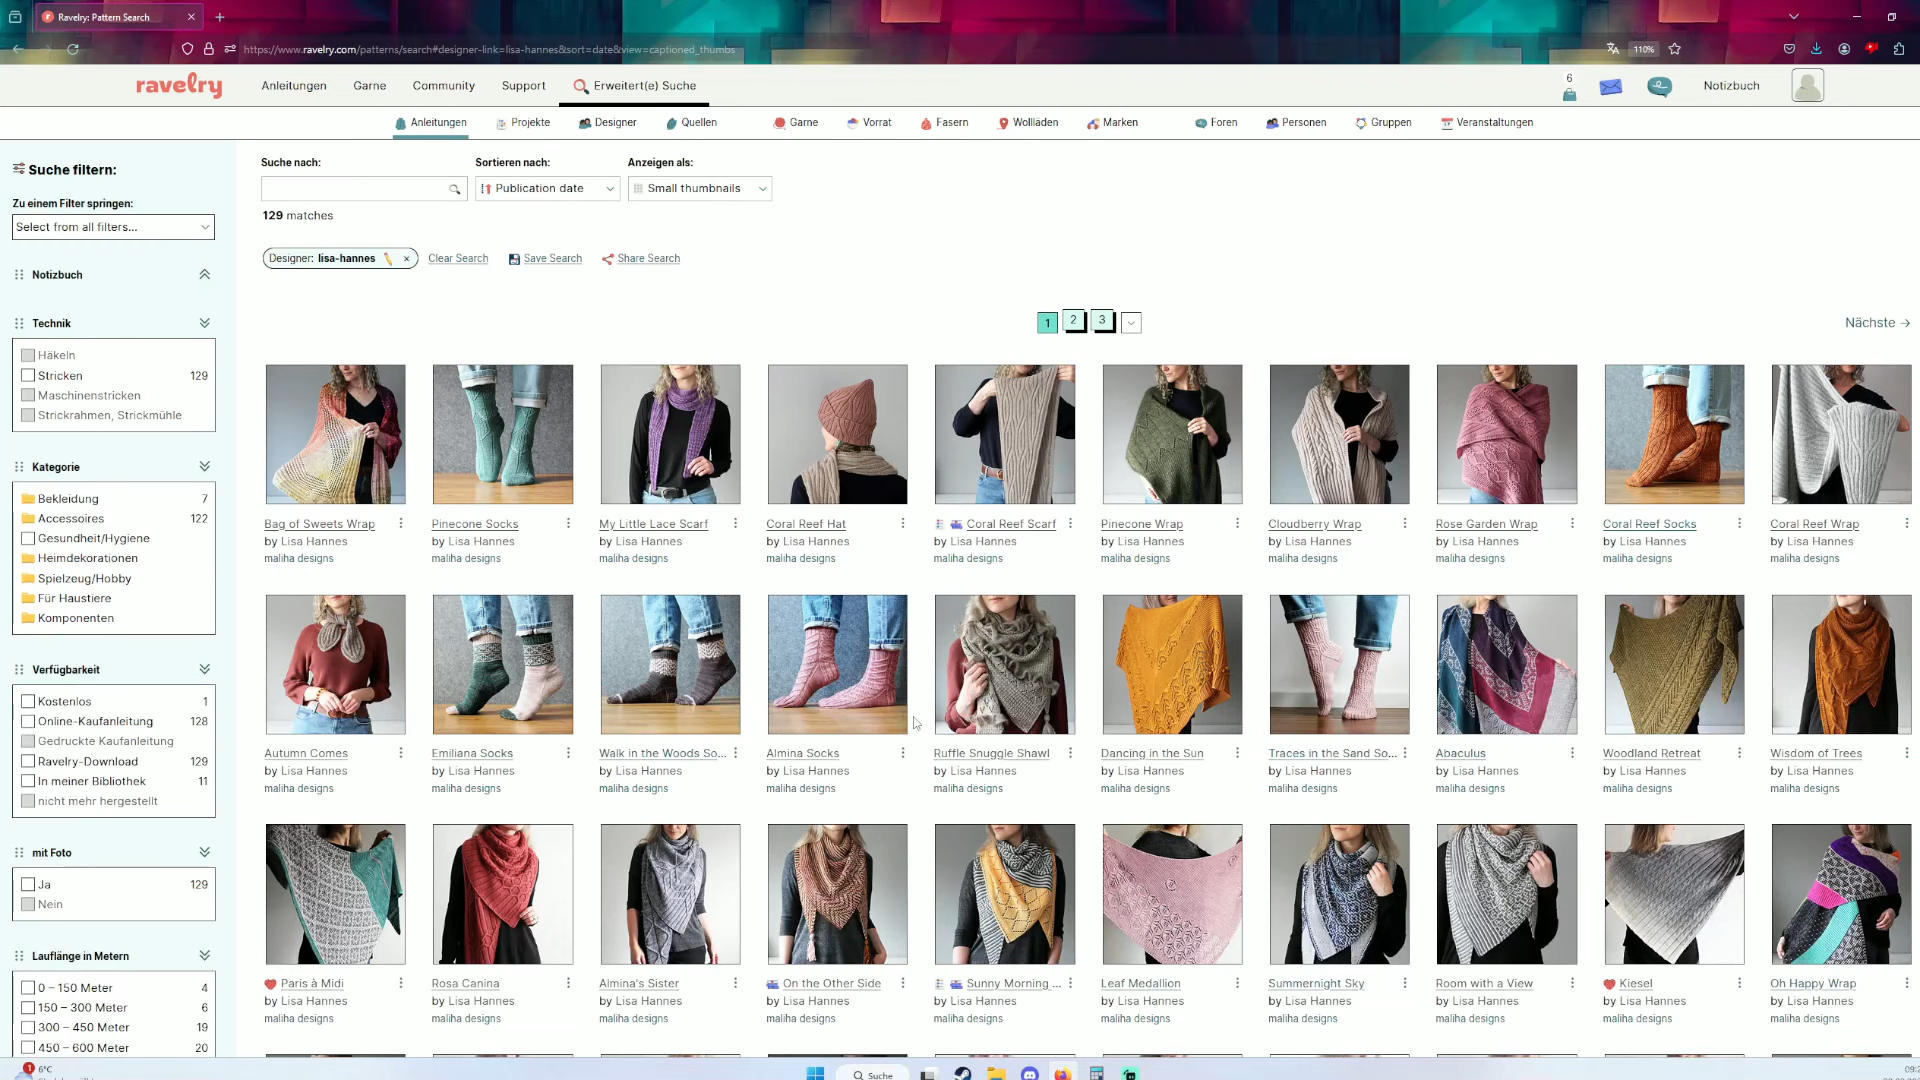 Ravelry: Pattern Search
https://www.ravelry.com/patterns/search#designer-link=lisa-hannes&sort=date&view=captioned_thumbs
110%
ravelry
Anleitungen
Garne
Community
Support
Erweitert(e) Suche
6
Notizbuch
Anleitungen
Projekte
Designer
Quellen
Garne
Vorrat
Fasern
Wollläden
Marken
Foren
Personen
Gruppen
Veranstaltungen
Suche filtern:
Zu einem Filter springen:
Select from all filters...
Notizbuch
Technik
Häkeln
Stricken 129
Maschinenstricken
Strickrahmen, Strickmühle
Kategorie
Bekleidung 7
Accessoires 122
Gesundheit/Hygiene
Heimdekorationen
Spielzeug/Hobby
Für Haustiere
Komponenten
Verfügbarkeit
Kostenlos 1
Online-Kaufanleitung 128
Gedruckte Kaufanleitung
Ravelry-Download 129
In meiner Bibliothek 11
nicht mehr hergestellt
mit Foto
Ja 129
Nein
Lauflänge in Metern
0 – 150 Meter 4
150 – 300 Meter 6
300 – 450 Meter 19
450 – 600 Meter 20
Suche nach:
Sortieren nach:
Publication date
Anzeigen als:
Small thumbnails
129 matches
Designer: lisa-hannes ×
Clear Search
Save Search
Share Search
1 2 3
Nächste →
Bag of Sweets Wrap
by Lisa Hannes
maliha designs
Pinecone Socks
by Lisa Hannes
maliha designs
My Little Lace Scarf
by Lisa Hannes
maliha designs
Coral Reef Hat
by Lisa Hannes
maliha designs
Coral Reef Scarf
by Lisa Hannes
maliha designs
Pinecone Wrap
by Lisa Hannes
maliha designs
Cloudberry Wrap
by Lisa Hannes
maliha designs
Rose Garden Wrap
by Lisa Hannes
maliha designs
Coral Reef Socks
by Lisa Hannes
maliha designs
Coral Reef Wrap
by Lisa Hannes
maliha designs
Autumn Comes
by Lisa Hannes
maliha designs
Emiliana Socks
by Lisa Hannes
maliha designs
Walk in the Woods So...
by Lisa Hannes
maliha designs
Almina Socks
by Lisa Hannes
maliha designs
Ruffle Snuggle Shawl
by Lisa Hannes
maliha designs
Dancing in the Sun
by Lisa Hannes
maliha designs
Traces in the Sand So...
by Lisa Hannes
maliha designs
Abaculus
by Lisa Hannes
maliha designs
Woodland Retreat
by Lisa Hannes
maliha designs
Wisdom of Trees
by Lisa Hannes
maliha designs
Paris à Midi
by Lisa Hannes
maliha designs
Rosa Canina
by Lisa Hannes
maliha designs
Almina's Sister
by Lisa Hannes
maliha designs
On the Other Side
by Lisa Hannes
maliha designs
Sunny Morning ...
by Lisa Hannes
maliha designs
Leaf Medallion
by Lisa Hannes
maliha designs
Summernight Sky
by Lisa Hannes
maliha designs
Room with a View
by Lisa Hannes
maliha designs
Kiesel
by Lisa Hannes
maliha designs
Oh Happy Wrap
by Lisa Hannes
maliha designs
1
6°C
Suche